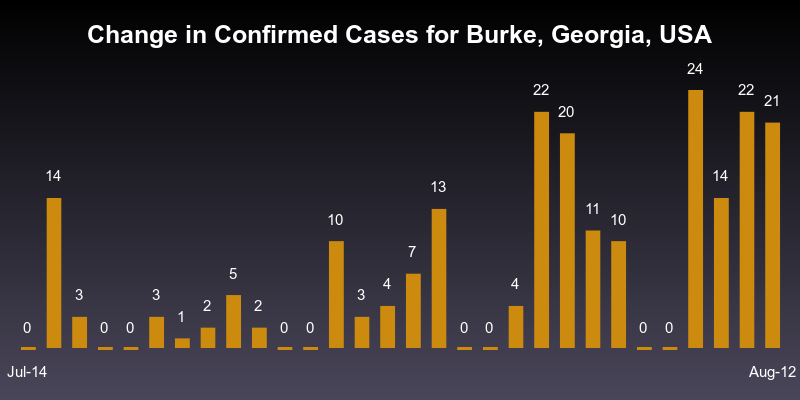 Change in Confirmed Cases for Burke, Georgia, USA
0 14 3 0 0 3 1 2 5 2 0 0 10 3 4 7 13 0 0 4 22 20 11 10 0 0 24 14 22 21
Jul-14 Aug-12